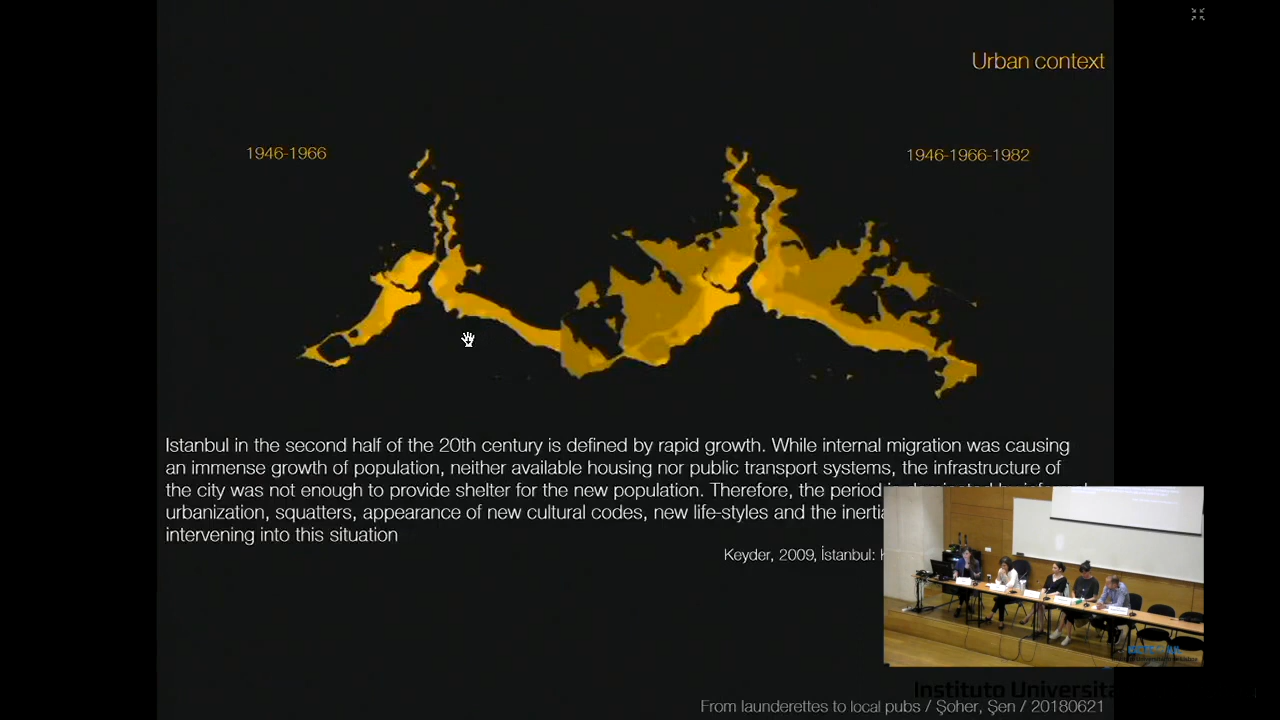 Urban context
1946-1966
1946-1966-1982
Istanbul in the second half of the 20th century is defined by rapid growth. While internal migration was causing
an immense growth of population, neither available housing nor public transport systems, the infrastructure of
the city was not enough to provide shelter for the new population. Therefore, the period
urbanization, squatters, appearance of new cultural codes, new life-styles and the
intervening into this situation
Keyder, 2009, İstanbul:
Instituto
From launderettes to local pubs / Şoher, Şen / 20180621